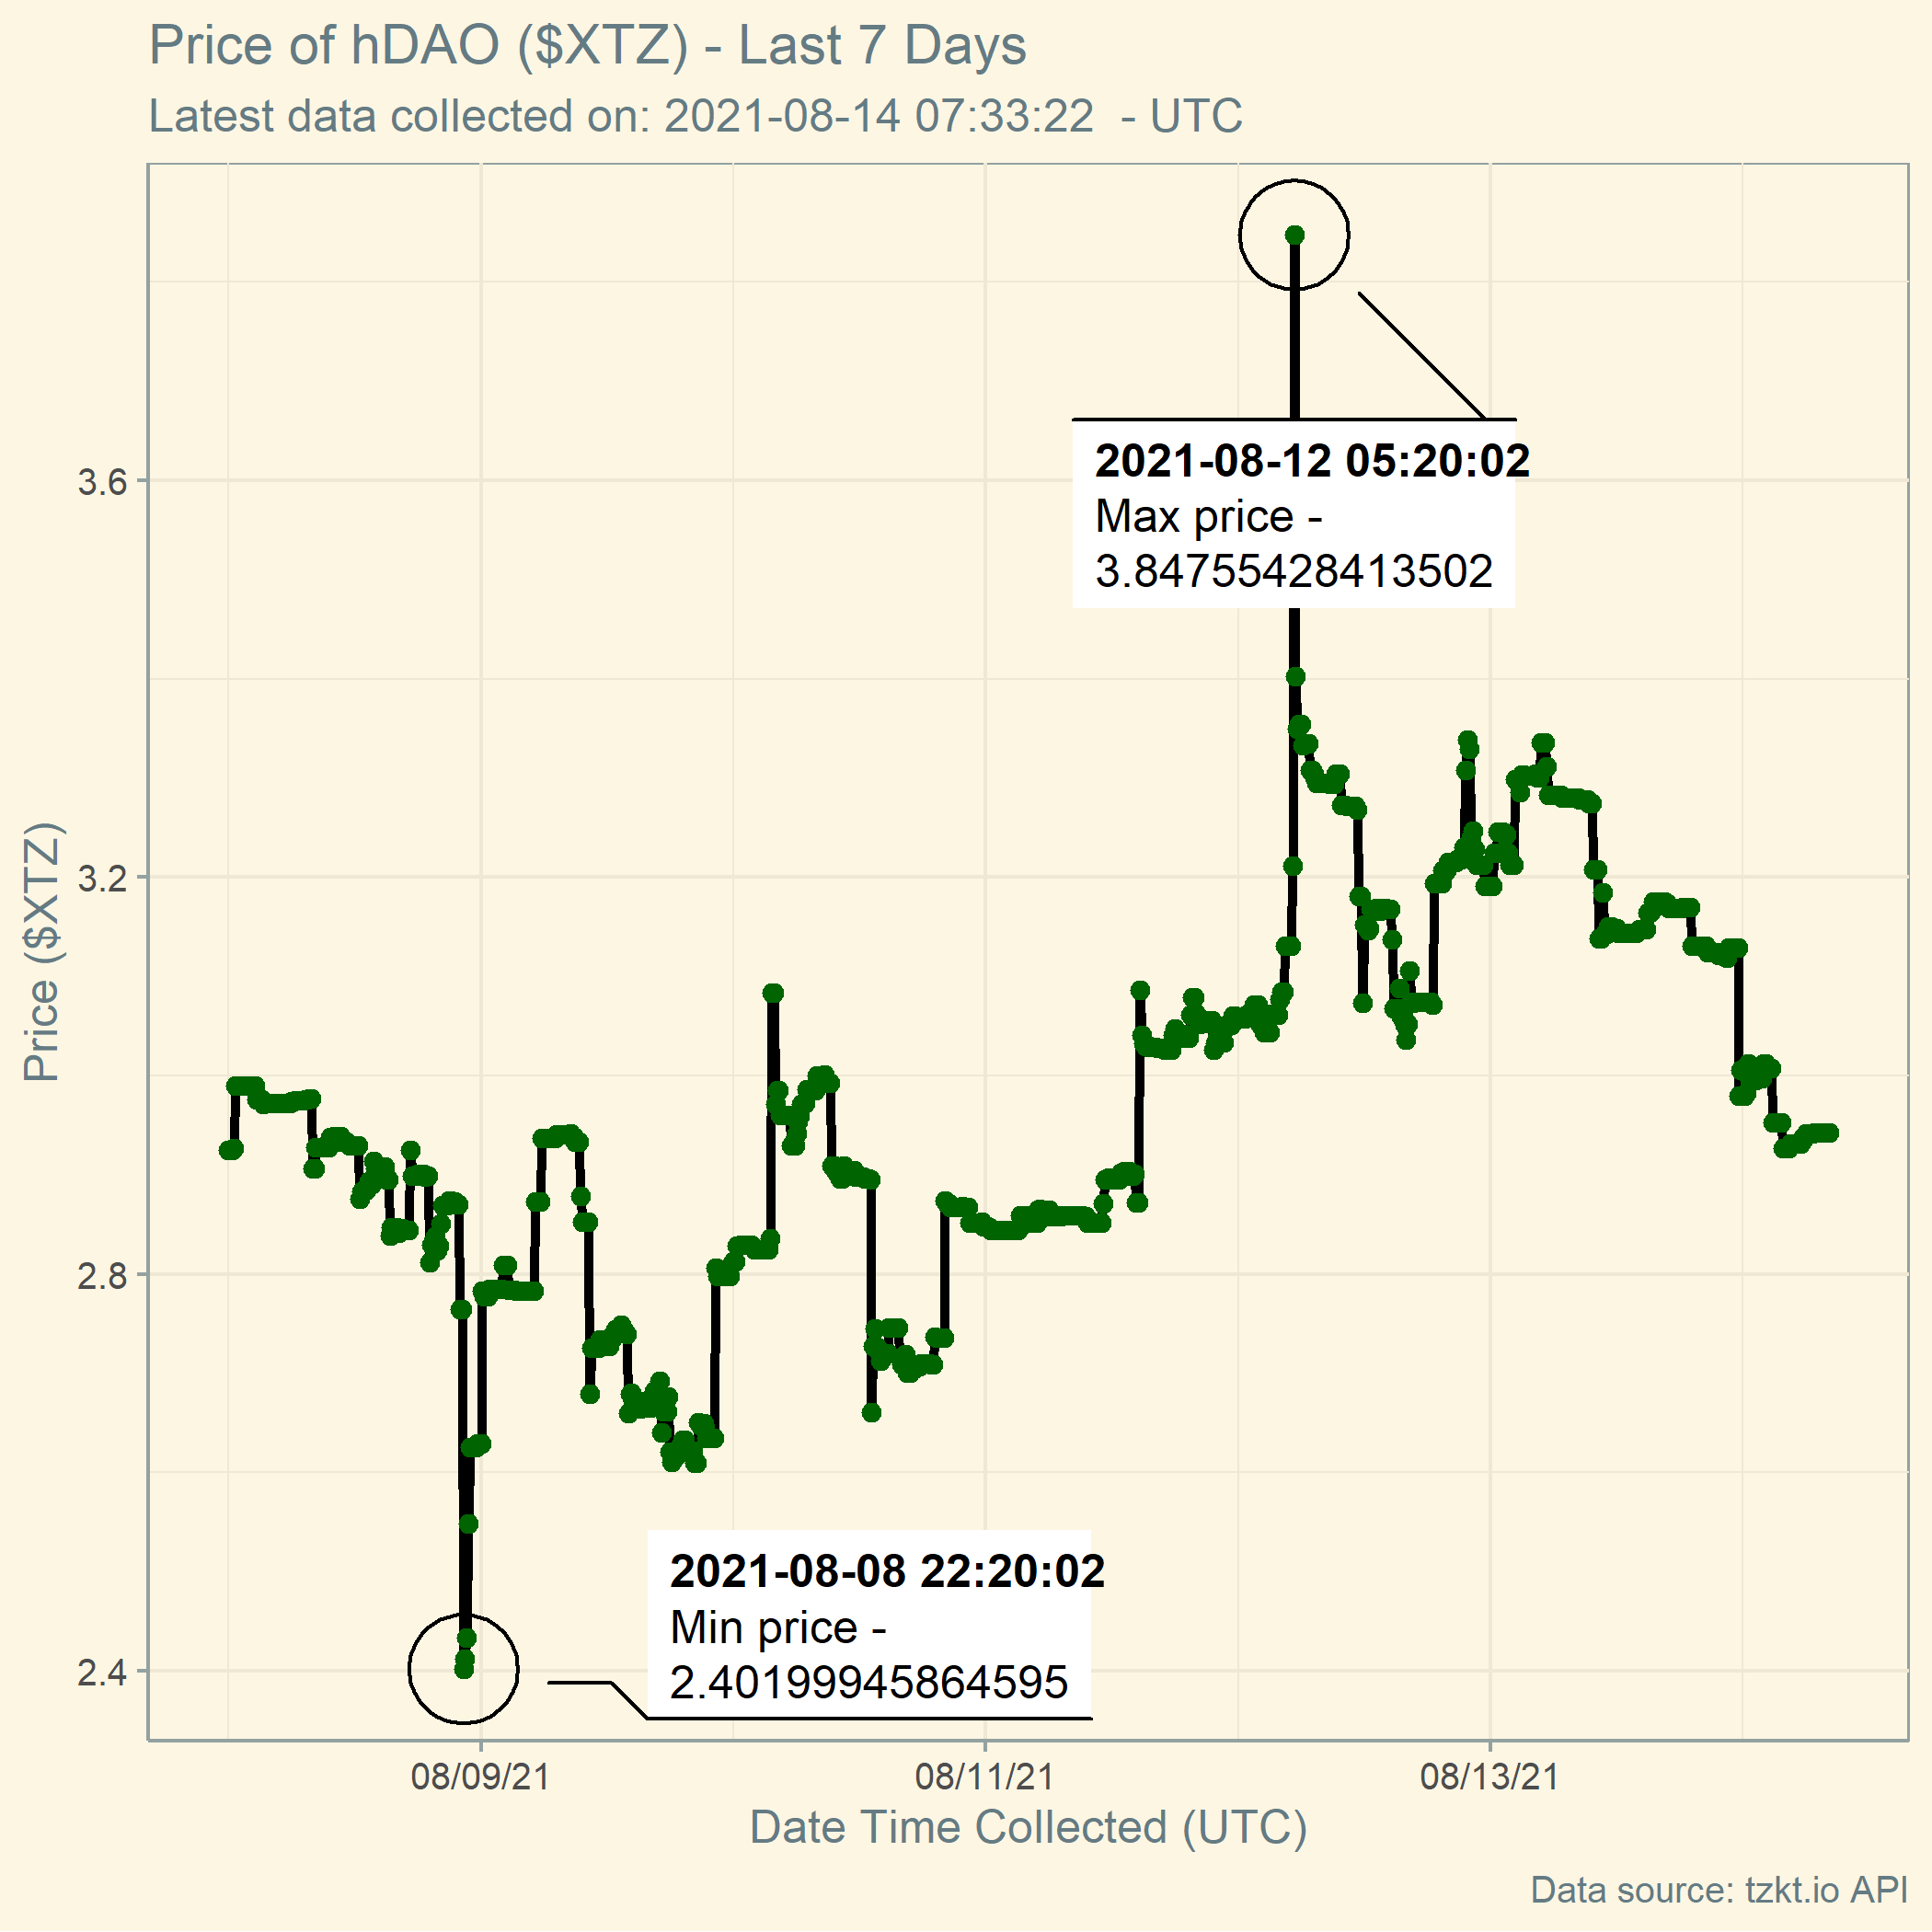 Price of hDAO ($XTZ) - Last 7 Days
Latest data collected on: 2021-08-14 07:33:22  - UTC
2021-08-12 05:20:02
Max price -
3.84755428413502
3.6
3.2
Price ($XTZ)
2.8
2021-08-08 22:20:02
Min price -
2.40199945864595
2.4
08/09/21
08/11/21
08/13/21
Date Time Collected (UTC)
Data source: tzkt.io API